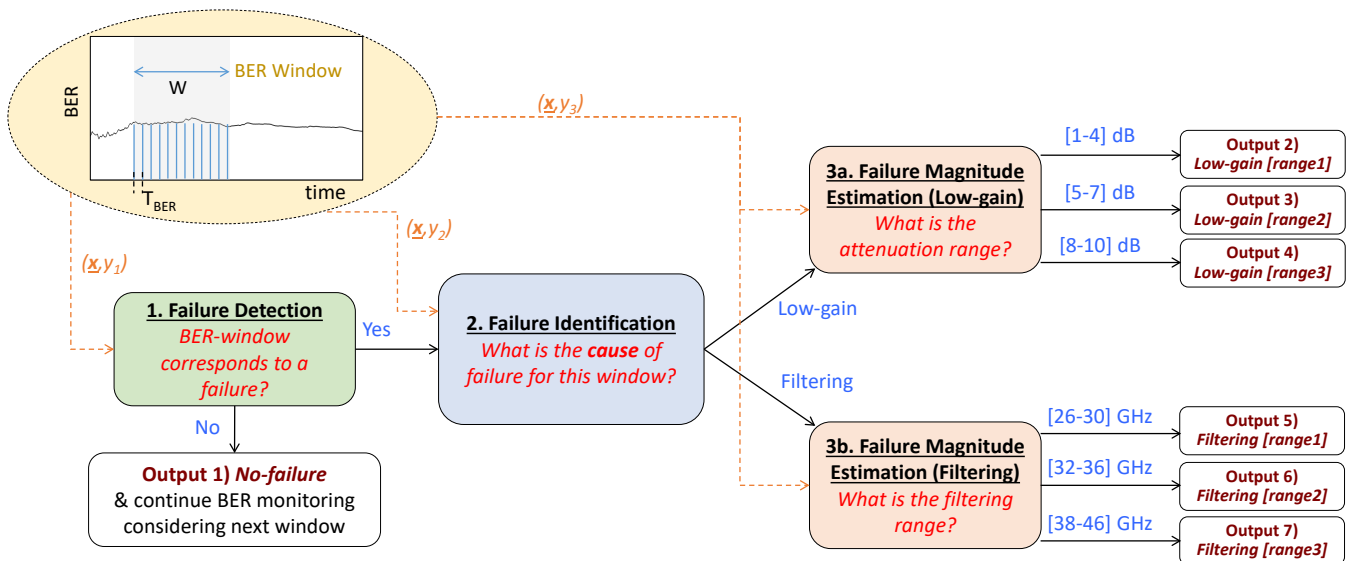 BER
BER Window
W
time
T_BER
(x,y₁)
(x,y₂)
(x,y₃)
1. Failure Detection
BER-window
corresponds to a
failure?
Yes
No
Output 1) No-failure
& continue BER monitoring
considering next window
2. Failure Identification
What is the cause of
failure for this window?
Low-gain
Filtering
3a. Failure Magnitude
Estimation (Low-gain)
What is the
attenuation range?
[1-4] dB
[5-7] dB
[8-10] dB
Output 2)
Low-gain [range1]
Output 3)
Low-gain [range2]
Output 4)
Low-gain [range3]
3b. Failure Magnitude
Estimation (Filtering)
What is the filtering
range?
[26-30] GHz
[32-36] GHz
[38-46] GHz
Output 5)
Filtering [range1]
Output 6)
Filtering [range2]
Output 7)
Filtering [range3]